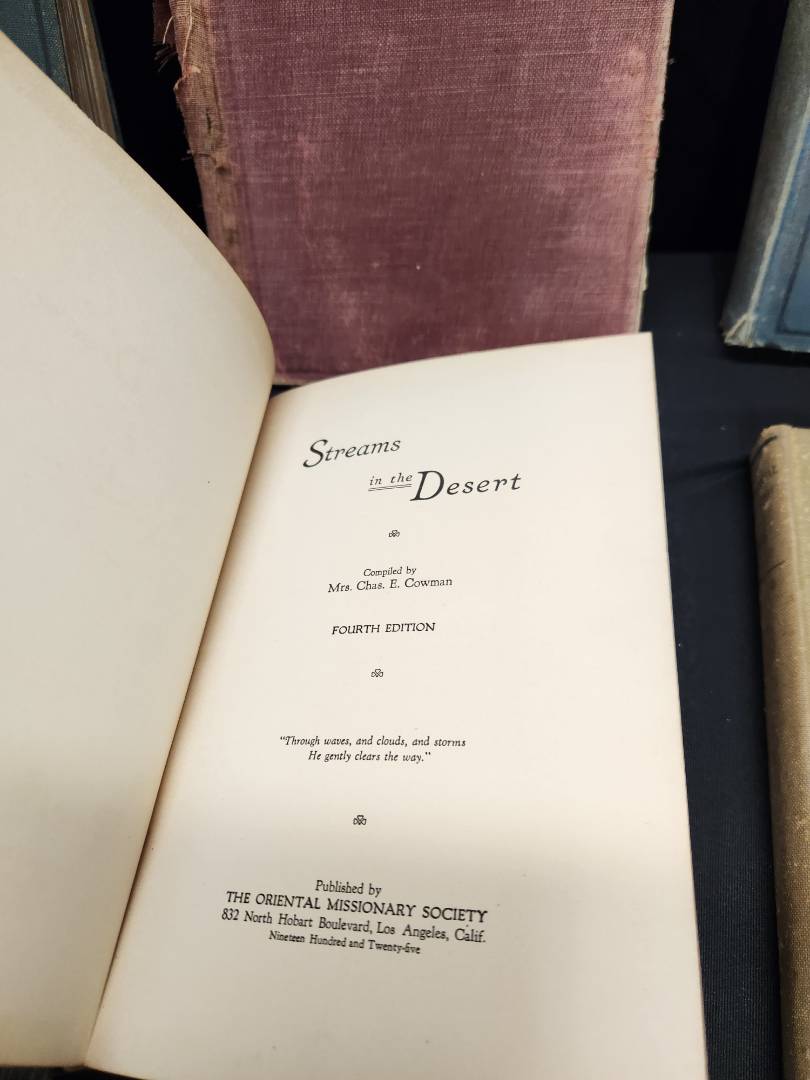 Streams
in the Desert
Compiled by
Mrs. Chas. E. Cowman
FOURTH EDITION
"Through waves, and clouds, and storms
He gently clears the way."
Published by
THE ORIENTAL MISSIONARY SOCIETY
832 North Hobart Boulevard, Los Angeles, Calif.
Nineteen Hundred and Twenty-five